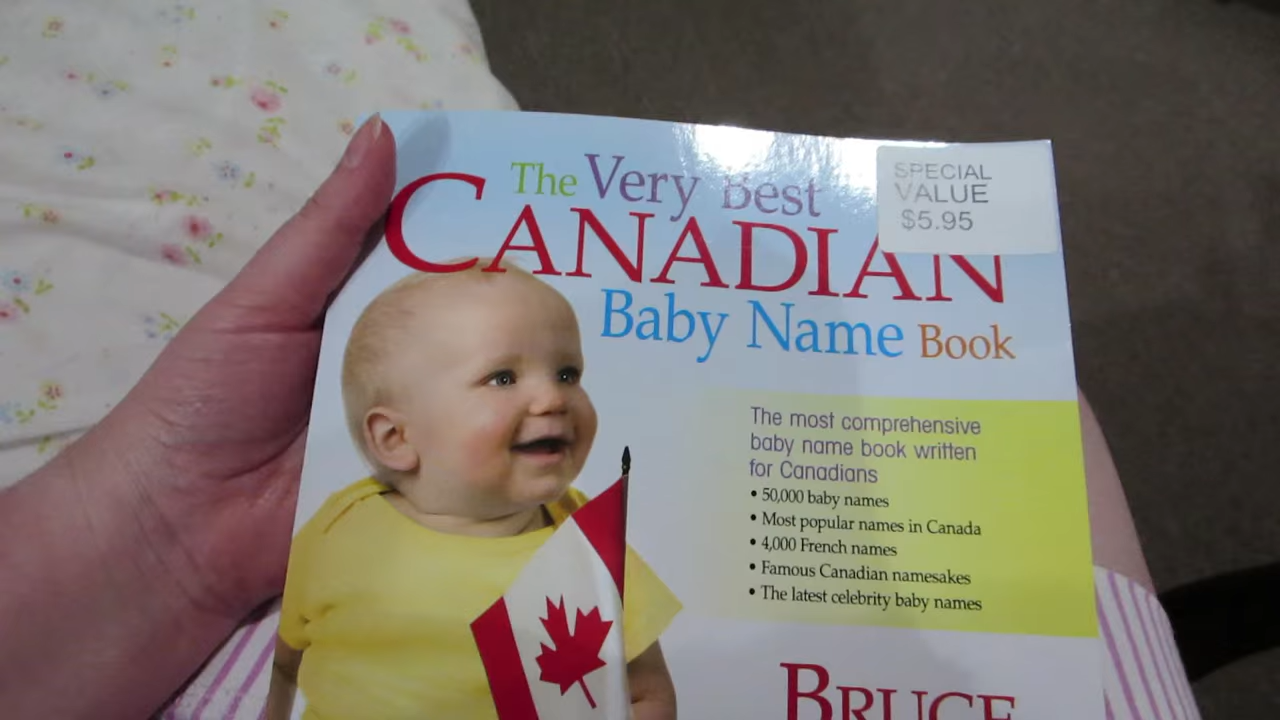 The Very Best
CANADIAN
Baby Name Book
SPECIAL
VALUE
$5.95
The most comprehensive
baby name book written
for Canadians
• 50,000 baby names
• Most popular names in Canada
• 4,000 French names
• Famous Canadian namesakes
• The latest celebrity baby names
BRUCE